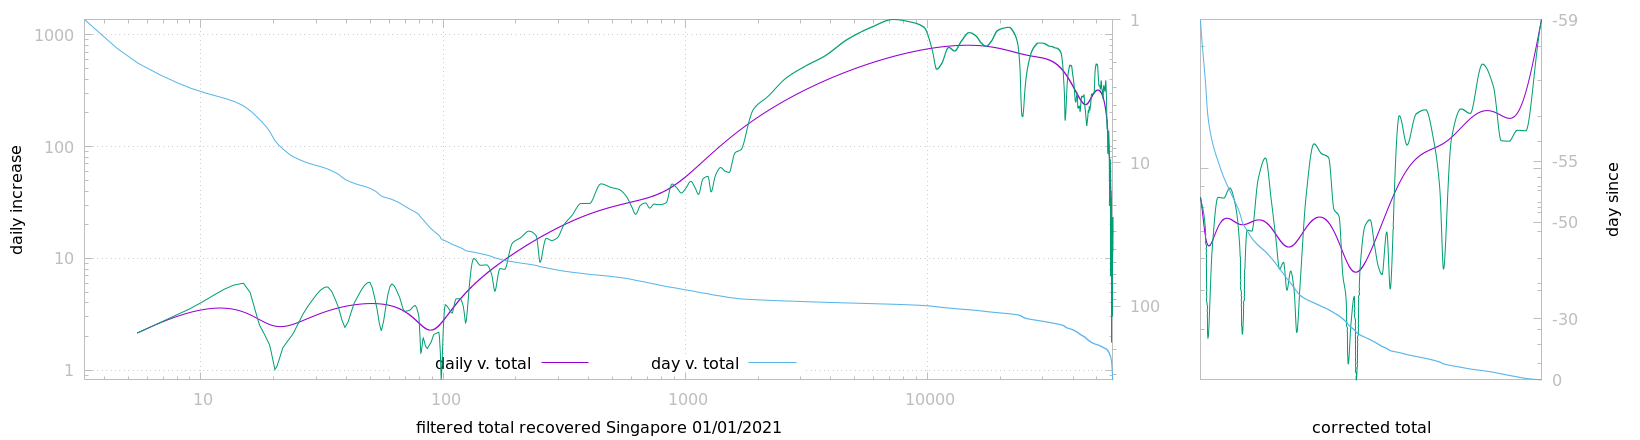 1000
100
10
1
daily increase
10
100
1000
10000
1
10
100
daily v. total
day v. total
filtered total recovered Singapore 01/01/2021
-59
-55
-50
-30
0
day since
corrected total